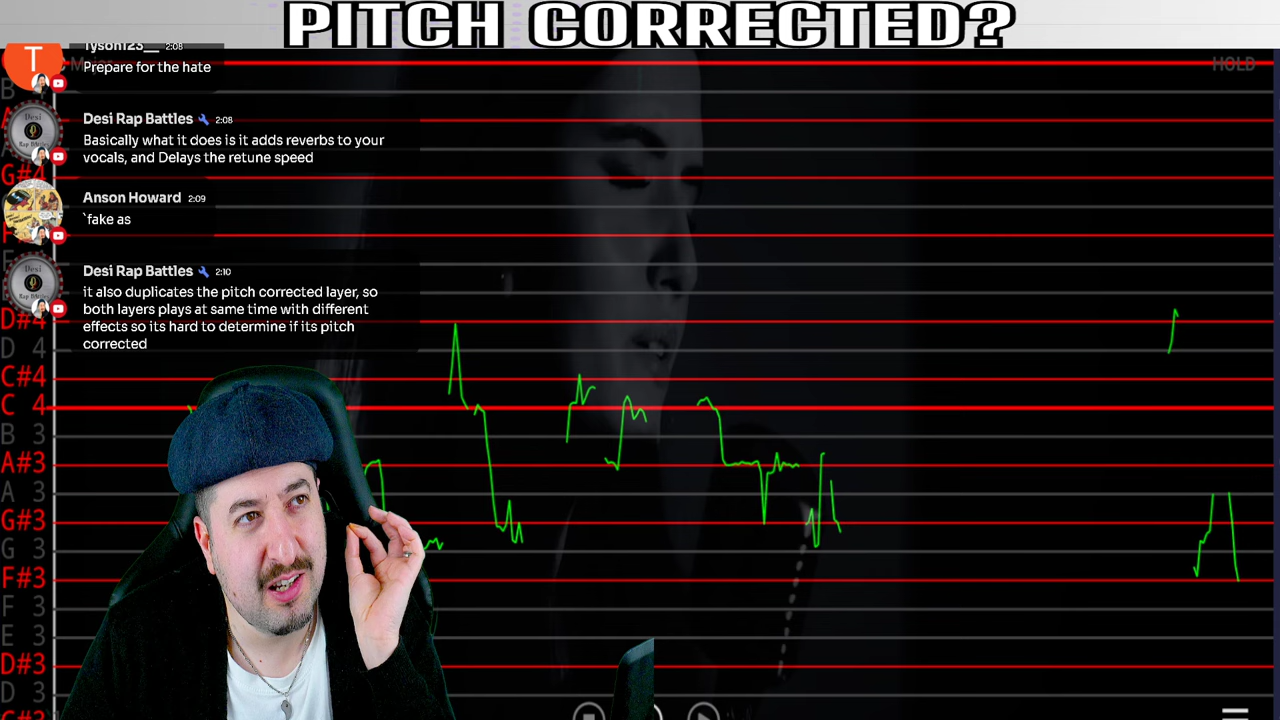 PITCH CORRECTED?
Tyson123__ 2:08
Prepare for the hate
HOLD
B
Desi Rap Battles 2:08
Basically what it does is it adds reverbs to your
vocals, and Delays the retune speed
G#4
Anson Howard 2:09
`fake as
Desi Rap Battles 2:10
it also duplicates the pitch corrected layer, so
both layers plays at same time with different
effects so its hard to determine if its pitch
corrected
D#4
D 4
C#4
C 4
B 3
A#3
A 3
G#3
G 3
F#3
F 3
E 3
D#3
D 3